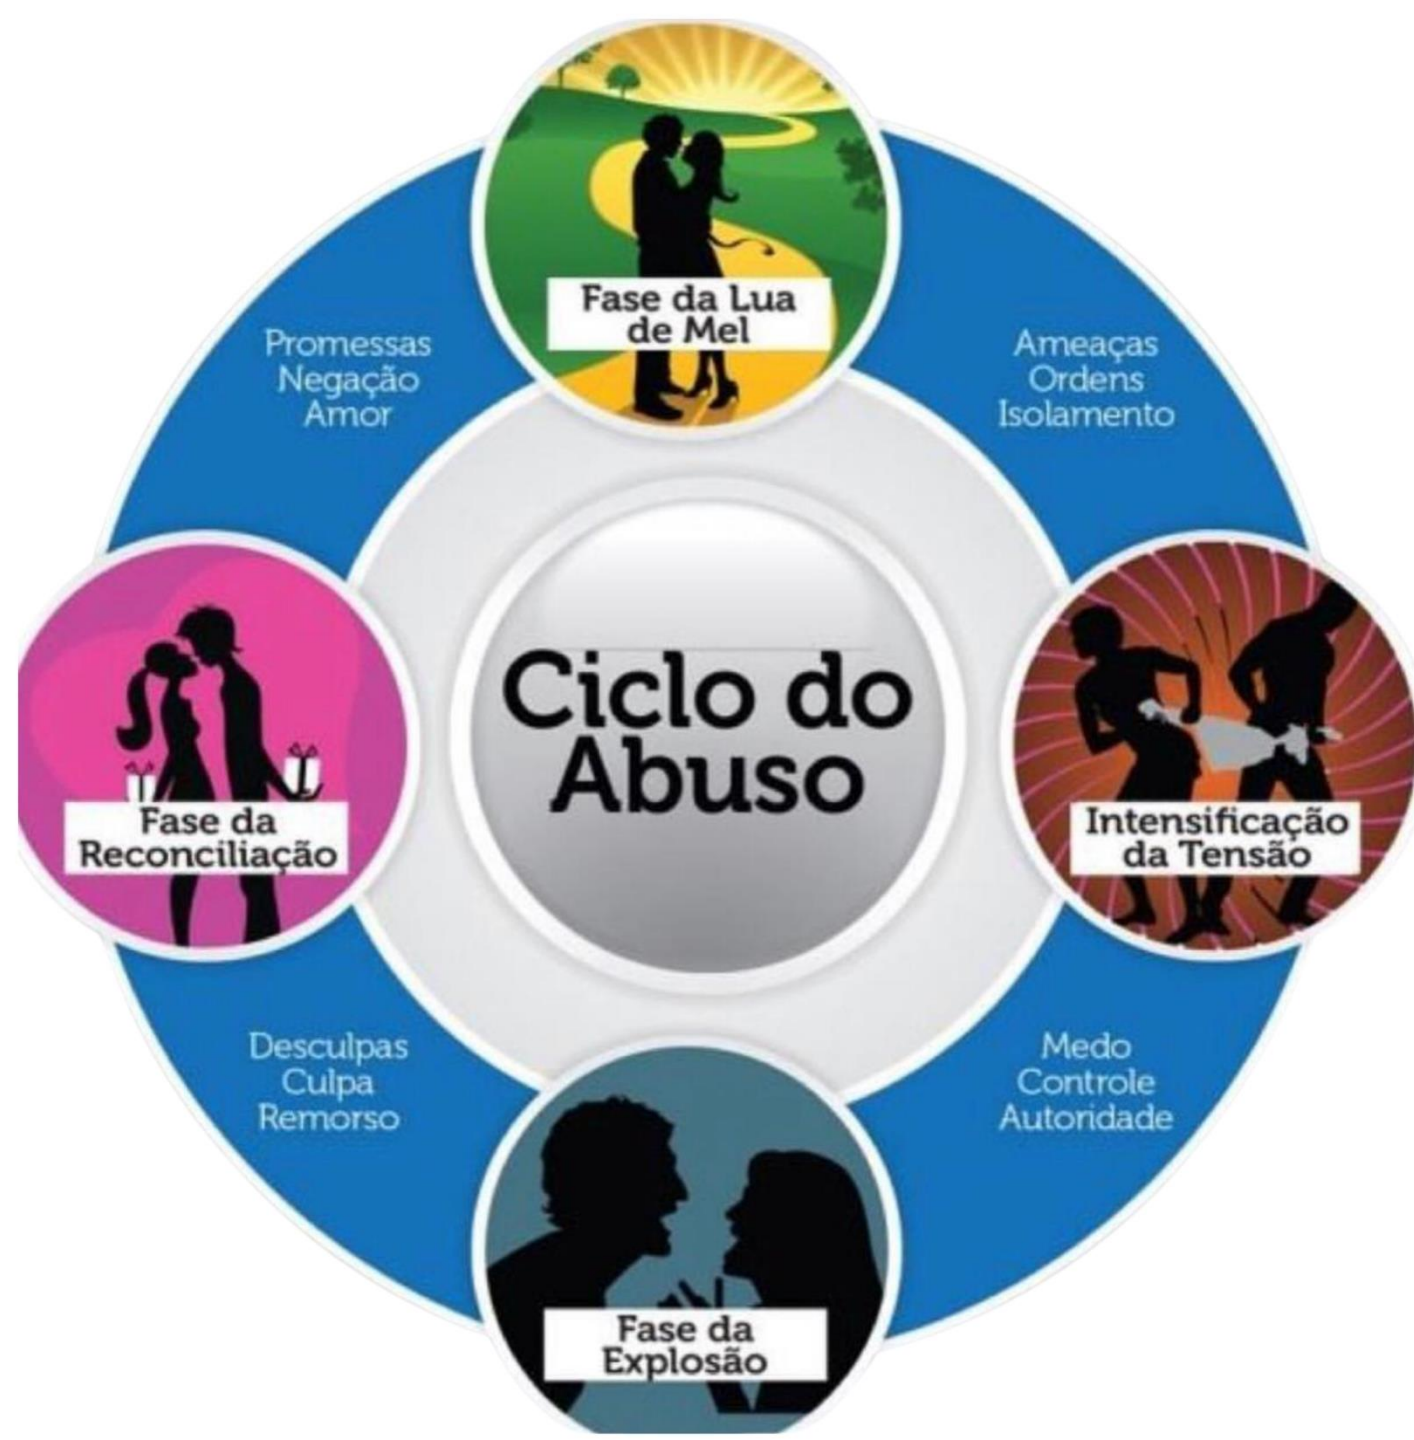 Fase da Lua
de Mel
Promessas
Negação
Amor
Ameaças
Ordens
Isolamento
Ciclo do
Abuso
Fase da
Reconciliação
Intensificação
da Tensão
Desculpas
Culpa
Remorso
Medo
Controle
Autoridade
Fase da
Explosão